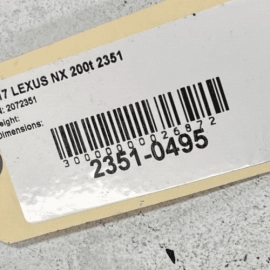 17 LEXUS NX 200t 2351
N: 2072351
eight:
Dimensions:
3000000026872
2351-0495